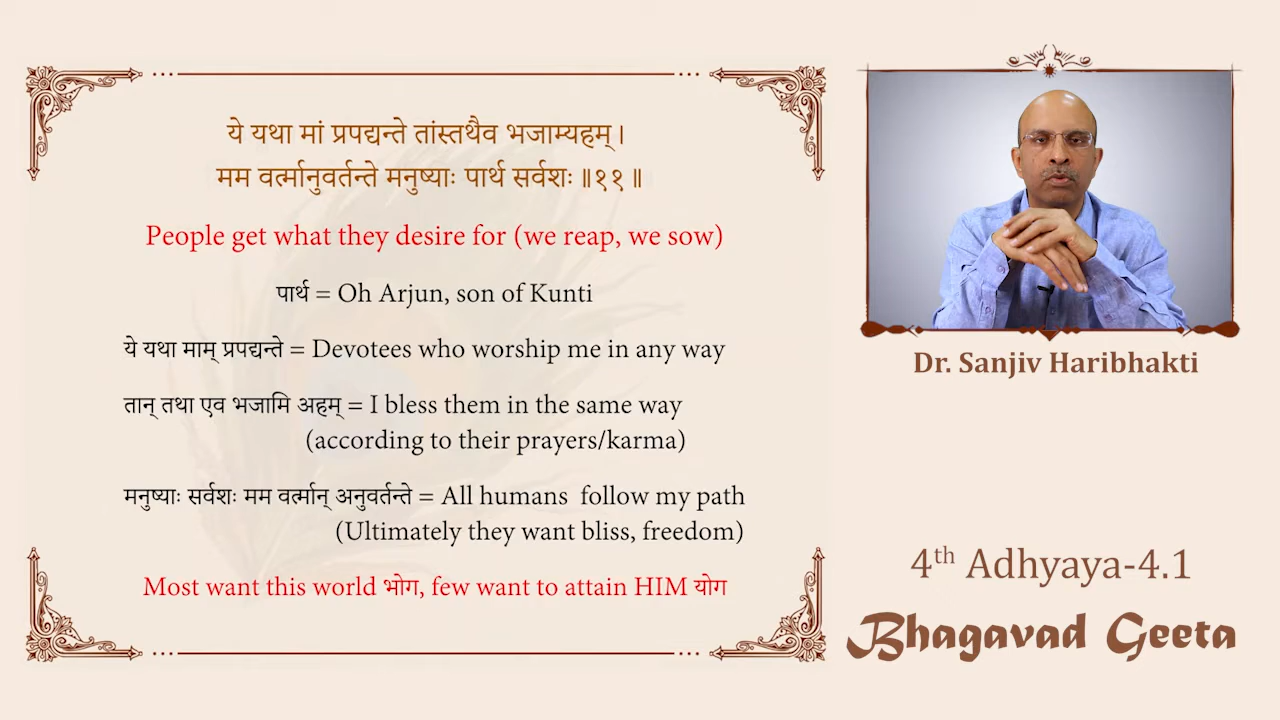 ये यथा मां प्रपद्यन्ते तांस्तथैव भजाम्यहम्।
मम वर्त्मानुवर्तन्ते मनुष्याः पार्थ सर्वशः॥११॥
People get what they desire for (we reap, we sow)
पार्थ = Oh Arjun, son of Kunti
ये यथा माम् प्रपद्यन्ते = Devotees who worship me in any way
तान् तथा एव भजामि अहम् = I bless them in the same way
(according to their prayers/karma)
मनुष्याः सर्वशः मम वर्त्मान् अनुवर्तन्ते = All humans follow my path
(Ultimately they want bliss, freedom)
Most want this world भोग, few want to attain HIM योग
Dr. Sanjiv Haribhakti
4th Adhyaya-4.1
Bhagavad Geeta